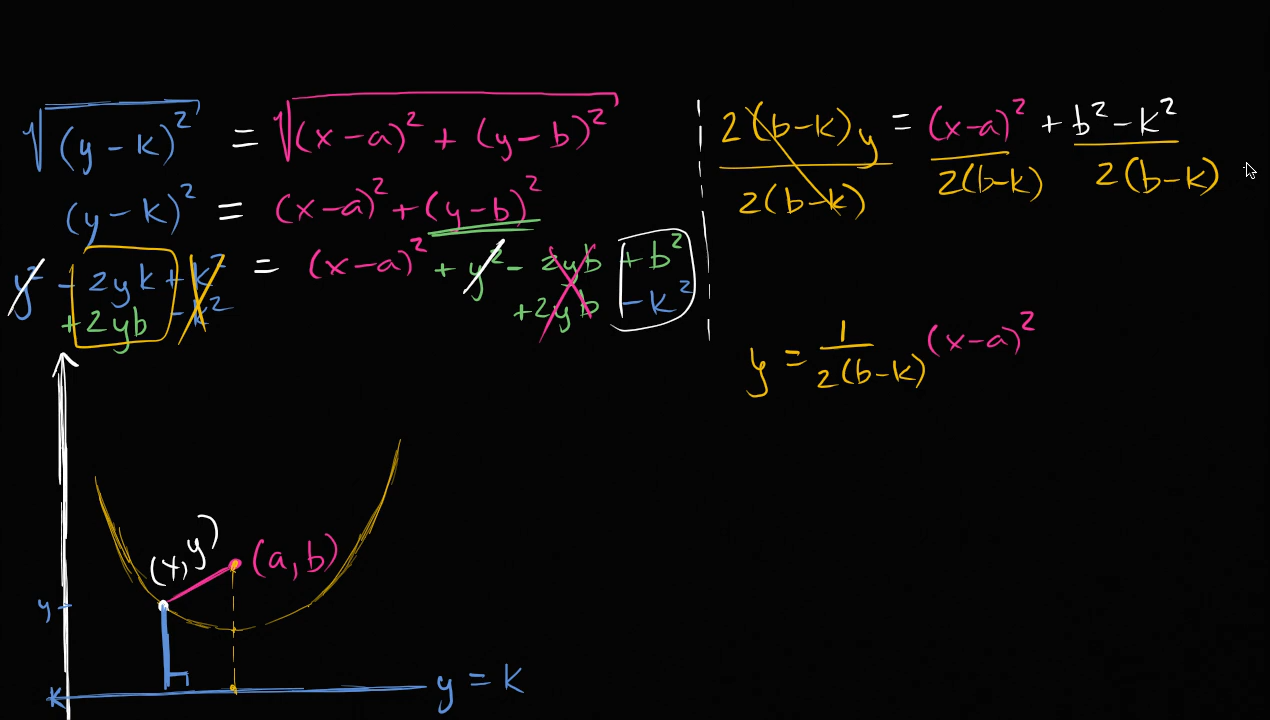 √(y-k)² = √(x-a)² + (y-b)²
(y-k)² = (x-a)² + (y-b)²
y² - 2yk + k² = (x-a)² + y² - 2yb + b²
+2yb - k² +2yb - k²
2(b-k)y = (x-a)² + b² - k²
2(b-k) 2(b-k) 2(b-k)
y = 1/2(b-k) (x-a)²
(x,y)
(a,b)
y
k
y = k